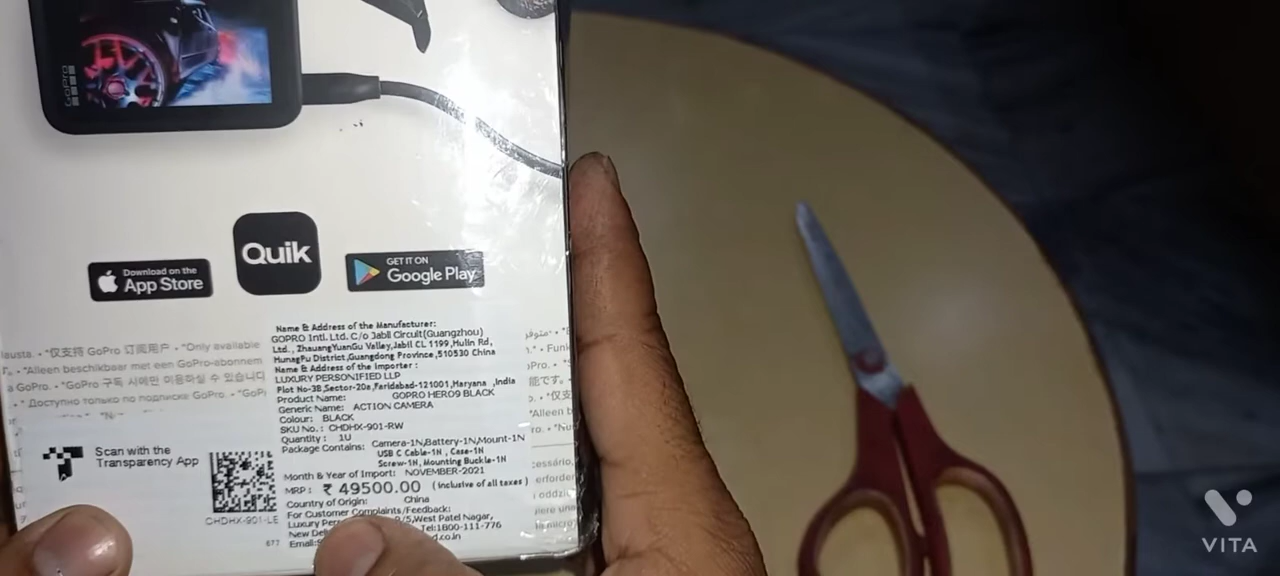 GoPro
Quik
Download on the
App Store
GET IT ON
Google Play
Name & Address of the Manufacturer:
GOPRO Intl. Ltd. C/o Jabil Circuit(Guangzhou)
Ltd., ZhuangYuan Valley,Jabil CL 1199,Hulin Rd,
HunagPu District,Guangdong Province,510530 China
Name & Address of the Importer :
LUXURY PERSONIFIED LLP
Plot No-38,Sector-20a,Faridabad-121001,Haryana ,India
Product Name: GOPRO HERO9 BLACK
Generic Name: ACTION CAMERA
Colour: BLACK
SKU No.: CHDHX-901-RW
Quantity : 1U
Package Contains: Camera-1N,Battery-1N,Mount-1N
USB C Cable-1N , Case-1N
Screw-1N, Mounting Buckle-1N
Month & Year of Import: NOVEMBER-2021
MRP : ₹ 49500.00 (inclusive of all taxes)
Country of Origin: China
For Customer Complaints/Feedback:
Luxury ,West Patel Nagar,
New Tel:1800-111-776
Email: d.co.in
*仅支持 GoPro 订阅用户 • *Only available
*Alleen beschikbaar met een GoPro-abonnem
a GoPro. • *GoPro 구독 시에만 이용하실 수 있습니다
• *Доступно только по подписке GoPro. •
Scan with the
Transparency App
CHDHX-901-LE
677
VITA